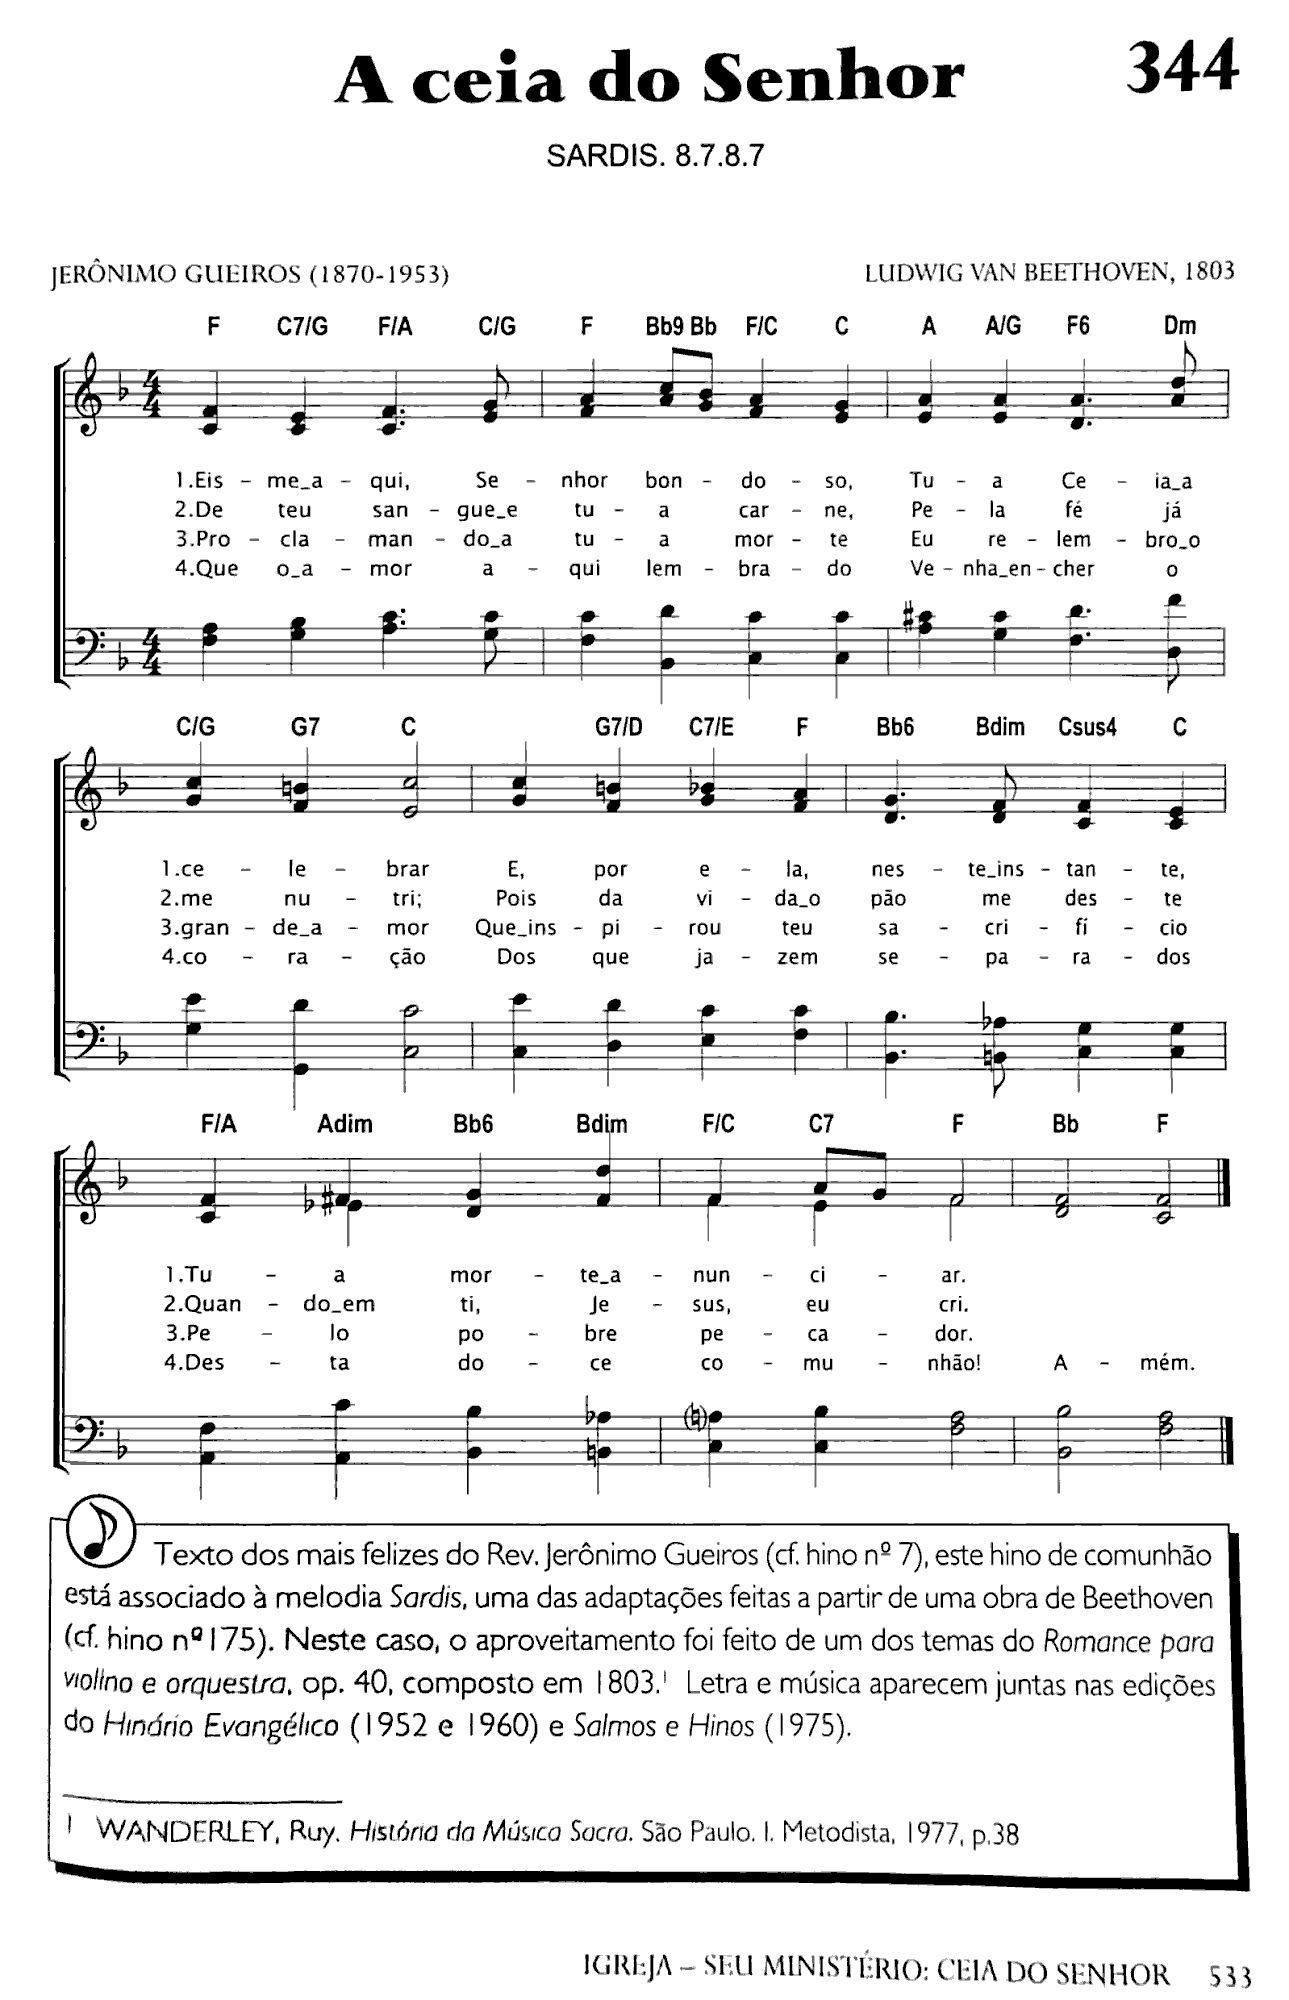 A ceia do Senhor
344
SARDIS. 8.7.8.7
JERÔNIMO GUEIROS (1870-1953)
LUDWIG VAN BEETHOVEN, 1803
F C7/G F/A C/G F Bb9 Bb F/C C A A/G F6 Dm
1.Eis - me_a - qui, Se - nhor bon - do - so, Tu - a Ce - ia_a
2.De teu san - gue_e tu - a car - ne, Pe - la fé já
3.Pro - cla - man - do_a tu - a mor - te Eu re - lem - bro_o
4.Que o_a - mor a - qui lem - bra - do Ve - nha_en - cher o
C/G G7 C G7/D C7/E F Bb6 Bdim Csus4 C
1.ce - le - brar E, por e - la, nes - te_ins - tan - te,
2.me nu - tri; Pois da vi - da_o pão me des - te
3.gran - de_a - mor Que_ins - pi - rou teu sa - cri - fí - cio
4.co - ra - ção Dos que ja - zem se - pa - ra - dos
F/A Adim Bb6 Bdim F/C C7 F Bb F
1.Tu - a mor - te_a - nun - ci - ar.
2.Quan - do_em ti, Je - sus, eu cri.
3.Pe - lo po - bre pe - ca - dor.
4.Des - ta do - ce co - mu - nhão! A - mém.
Texto dos mais felizes do Rev. Jerônimo Gueiros (cf. hino nº 7), este hino de comunhão
está associado à melodia Sardis, uma das adaptações feitas a partir de uma obra de Beethoven
(cf. hino nº175). Neste caso, o aproveitamento foi feito de um dos temas do Romance para
violino e orquestra, op. 40, composto em 1803.¹ Letra e música aparecem juntas nas edições
do Hinário Evangélico (1952 e 1960) e Salmos e Hinos (1975).
1 WANDERLEY, Ruy. História da Música Sacra. São Paulo. I. Metodista, 1977, p.38
IGREJA – SEU MINISTÉRIO: CEIA DO SENHOR 533